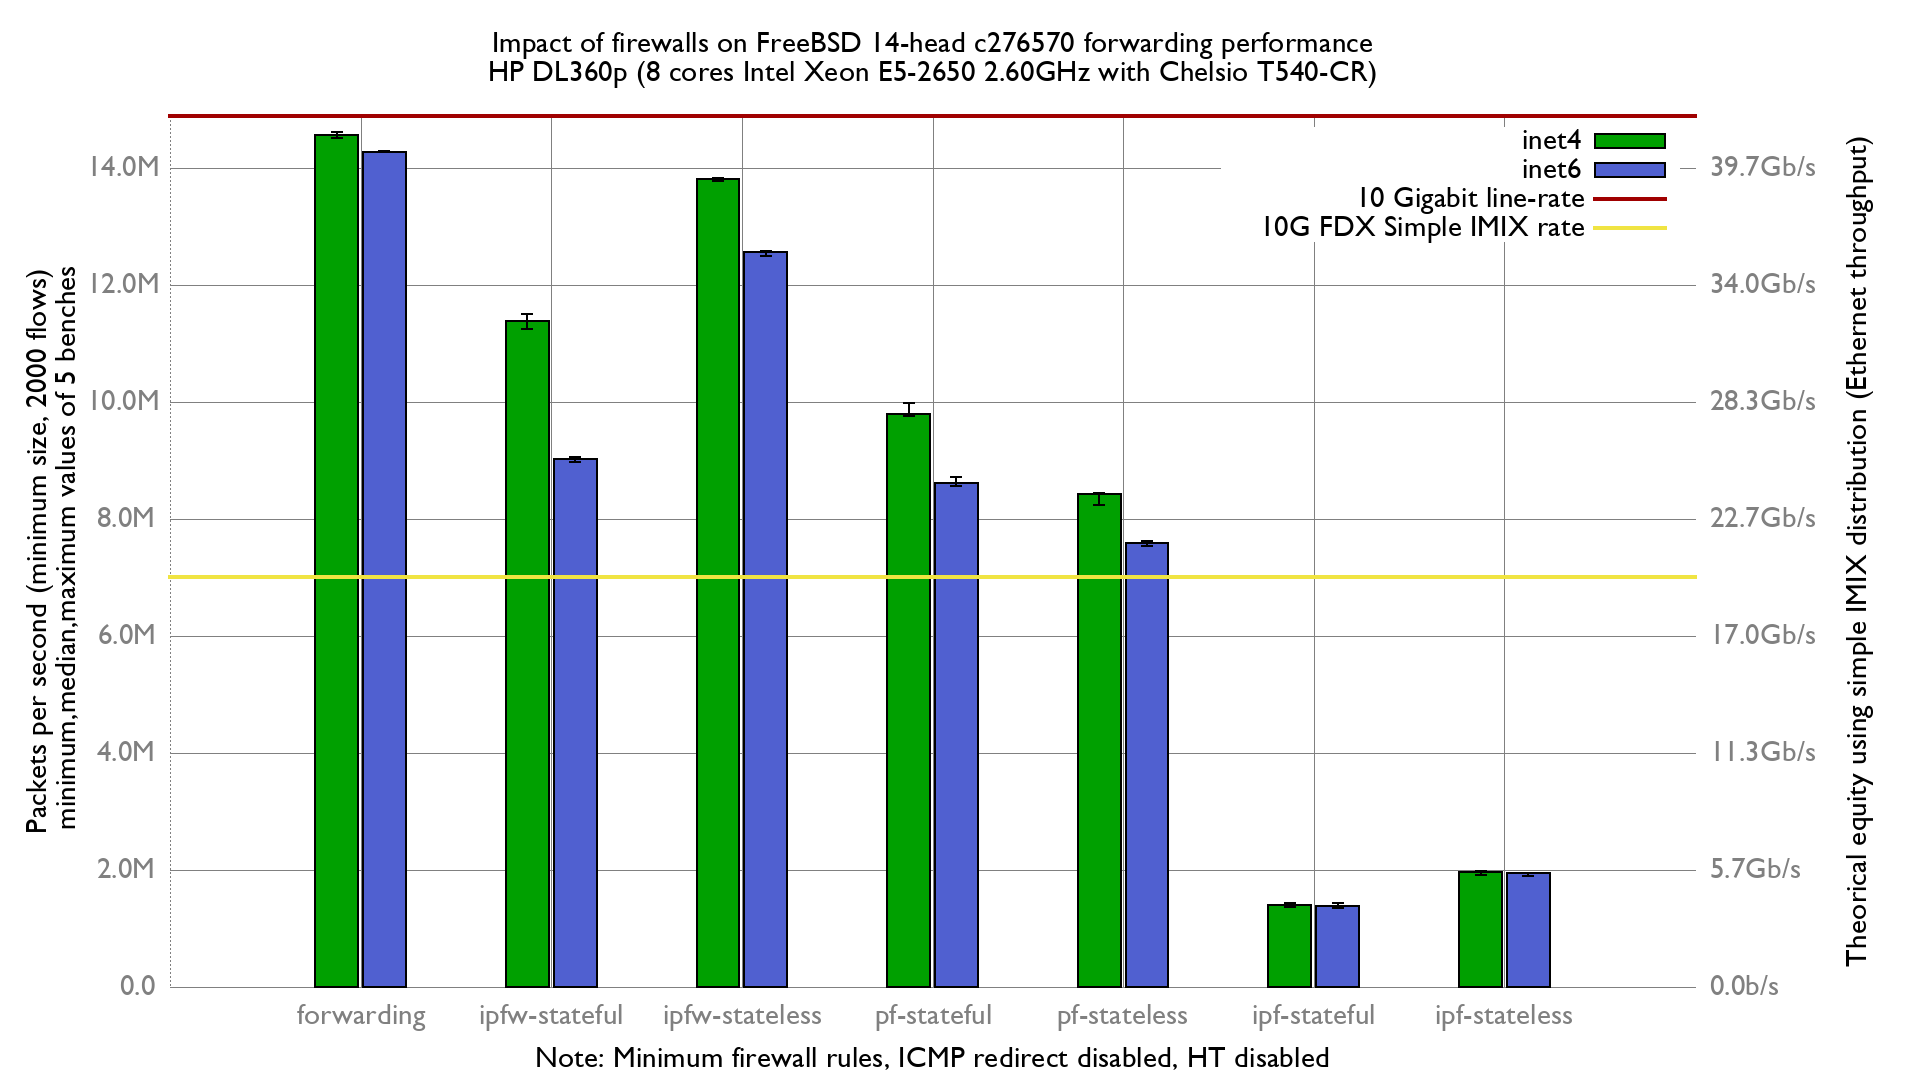 Impact of firewalls on FreeBSD 14-head c276570 forwarding performance
HP DL360p (8 cores Intel Xeon E5-2650 2.60GHz with Chelsio T540-CR)
inet4
inet6
10 Gigabit line-rate
10G FDX Simple IMIX rate
Packets per second (minimum size, 2000 flows)
minimum,median,maximum values of 5 benches
14.0M
12.0M
10.0M
8.0M
6.0M
4.0M
2.0M
0.0
39.7Gb/s
34.0Gb/s
28.3Gb/s
22.7Gb/s
17.0Gb/s
11.3Gb/s
5.7Gb/s
0.0b/s
Theorical equity using simple IMIX distribution (Ethernet throughput)
forwarding
ipfw-stateful
ipfw-stateless
pf-stateful
pf-stateless
ipf-stateful
ipf-stateless
Note: Minimum firewall rules, ICMP redirect disabled, HT disabled